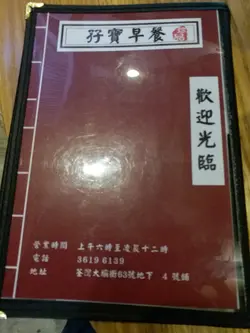 孖寶早餐
歡迎光臨
營業時間 上午六時至凌晨十二時
電話 3619 6139
地址 荃灣大壩街63號地下 4 號舖